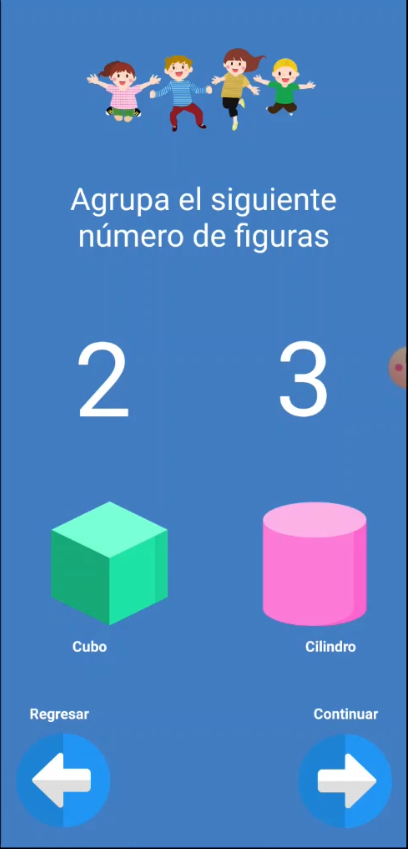 Agrupa el siguiente
número de figuras
2 3
Cubo Cilindro
Regresar Continuar